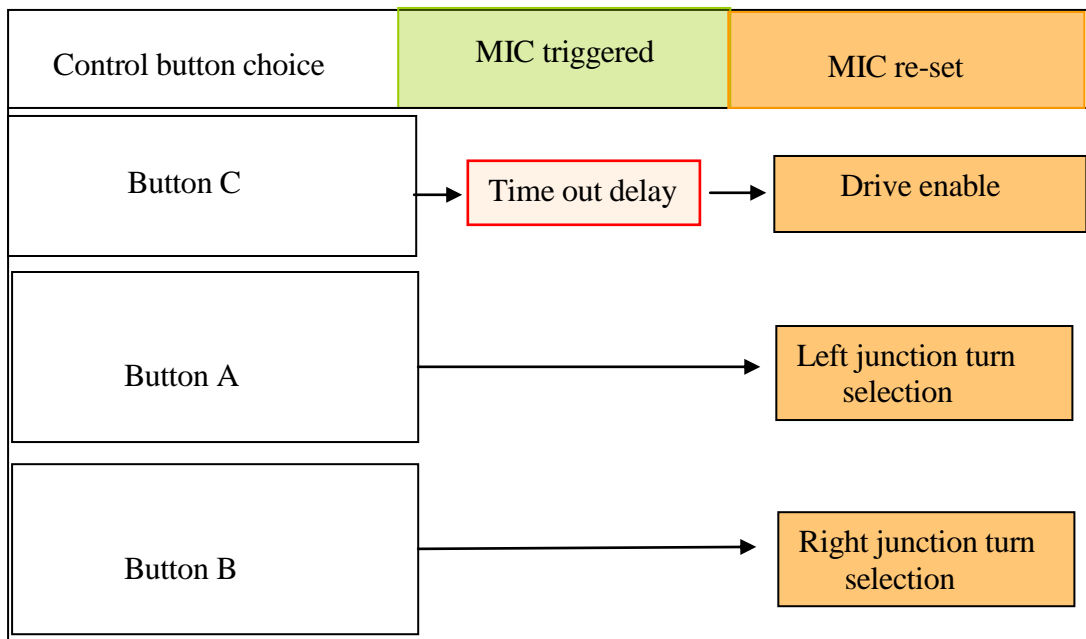 Control button choice
MIC triggered
MIC re-set
Button C
Time out delay
Drive enable
Button A
Left junction turn
selection
Button B
Right junction turn
selection